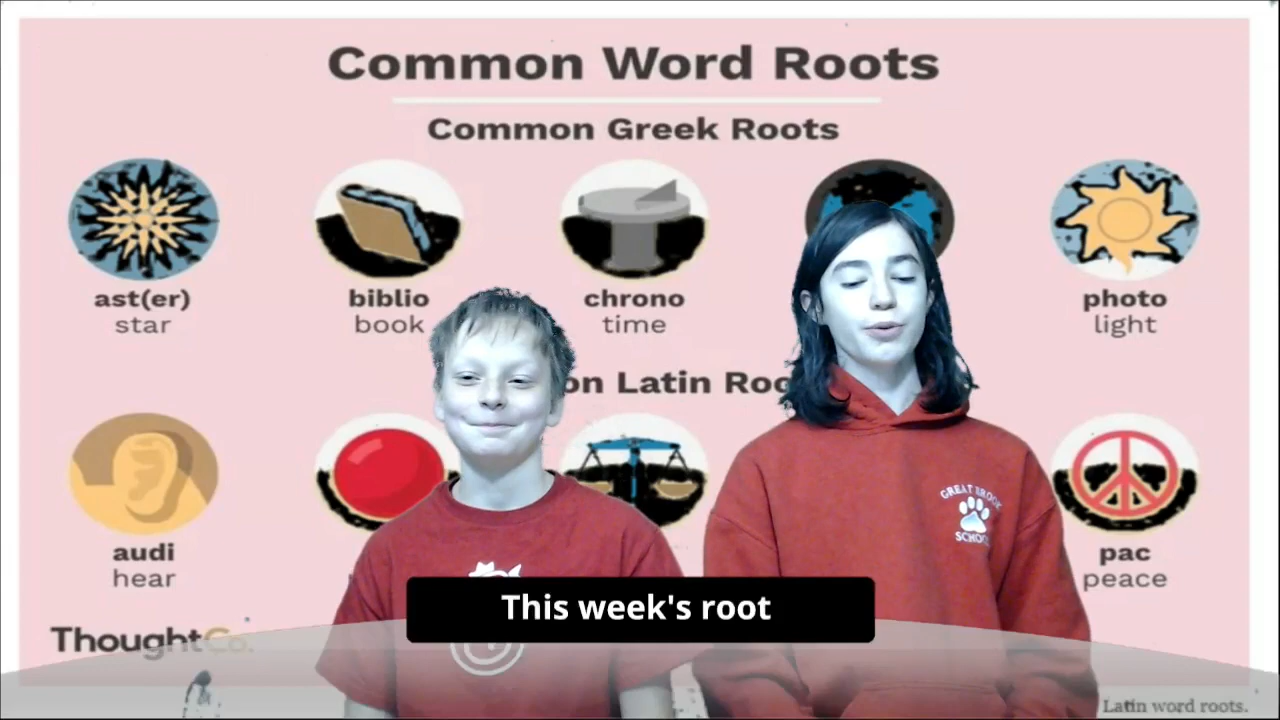 Common Word Roots
Common Greek Roots
ast(er) biblio chrono photo
star book time light
on Latin Roo
audi pac
hear peace
GREAT BROOK
SCHOOL
This week's root
ThoughtCo.
Latin word roots.